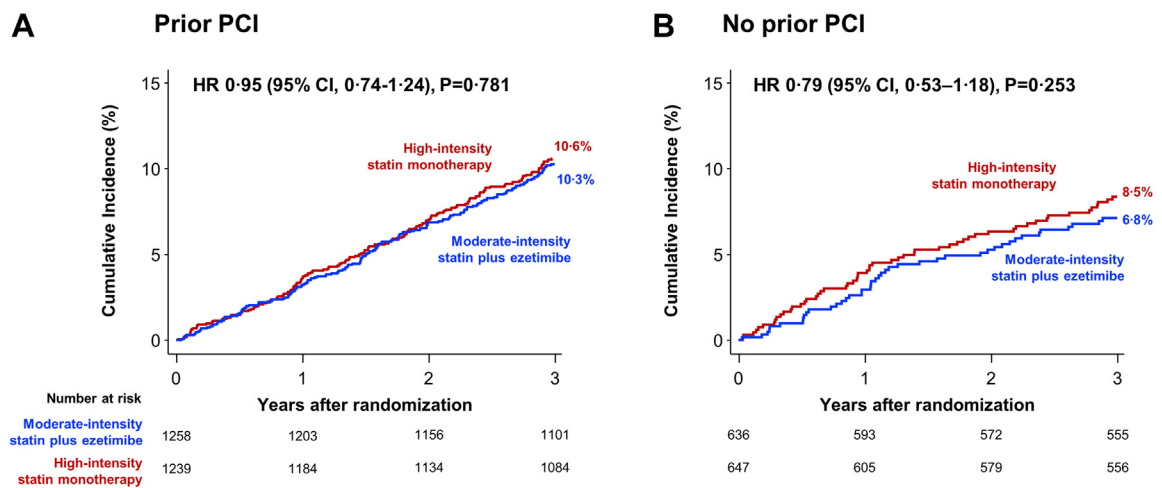 A Prior PCI
HR 0·95 (95% CI, 0·74-1·24), P=0·781
Cumulative Incidence (%)
15
10
5
0
High-intensity
statin monotherapy
10·6%
10·3%
Moderate-intensity
statin plus ezetimibe
0 1 2 3
Years after randomization
B No prior PCI
HR 0·79 (95% CI, 0·53–1·18), P=0·253
Cumulative Incidence (%)
15
10
5
0
High-intensity
statin monotherapy
8·5%
6·8%
Moderate-intensity
statin plus ezetimibe
0 1 2 3
Years after randomization
Number at risk
Moderate-intensity
statin plus ezetimibe
1258 1203 1156 1101 636 593 572 555
High-intensity
statin monotherapy
1239 1184 1134 1084 647 605 579 556